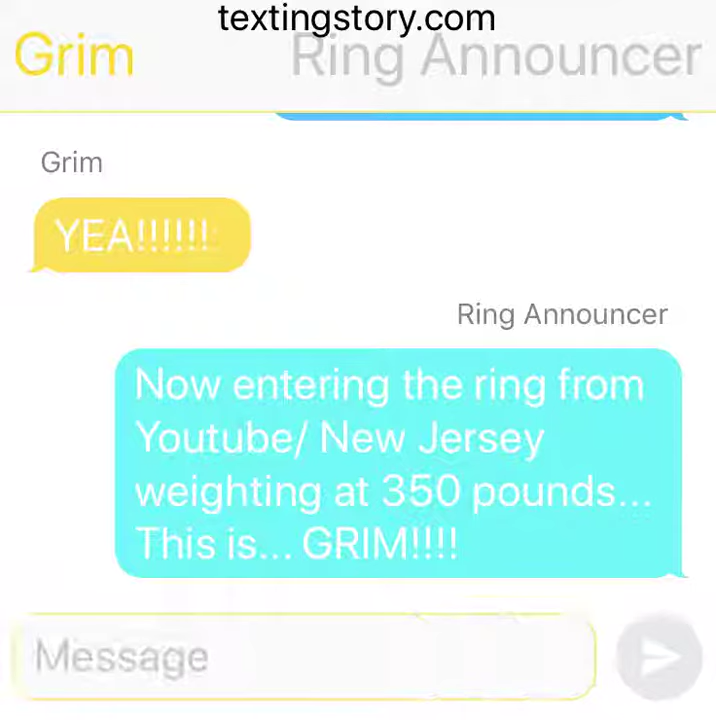 textingstory.com
Grim Ring Announcer
Grim
YEA!!!!!!
Ring Announcer
Now entering the ring from
Youtube/ New Jersey
weighting at 350 pounds...
This is... GRIM!!!!
Message